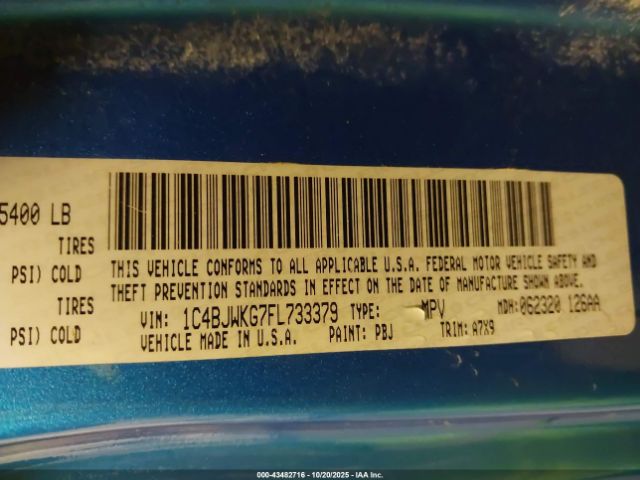 5400 LB
TIRES
PSI) COLD
TIRES
PSI) COLD
THIS VEHICLE CONFORMS TO ALL APPLICABLE U.S.A. FEDERAL MOTOR VEHICLE SAFETY AND
THEFT PREVENTION STANDARDS IN EFFECT ON THE DATE OF MANUFACTURE SHOWN ABOVE.
VIN: 1C4BJWKG7FL733379 TYPE: MPV MDH: 062320 126AA
VEHICLE MADE IN U.S.A. PAINT: PBJ TRIM: A7X9
000-43482716 | 10/20/2025 | IAA Inc.